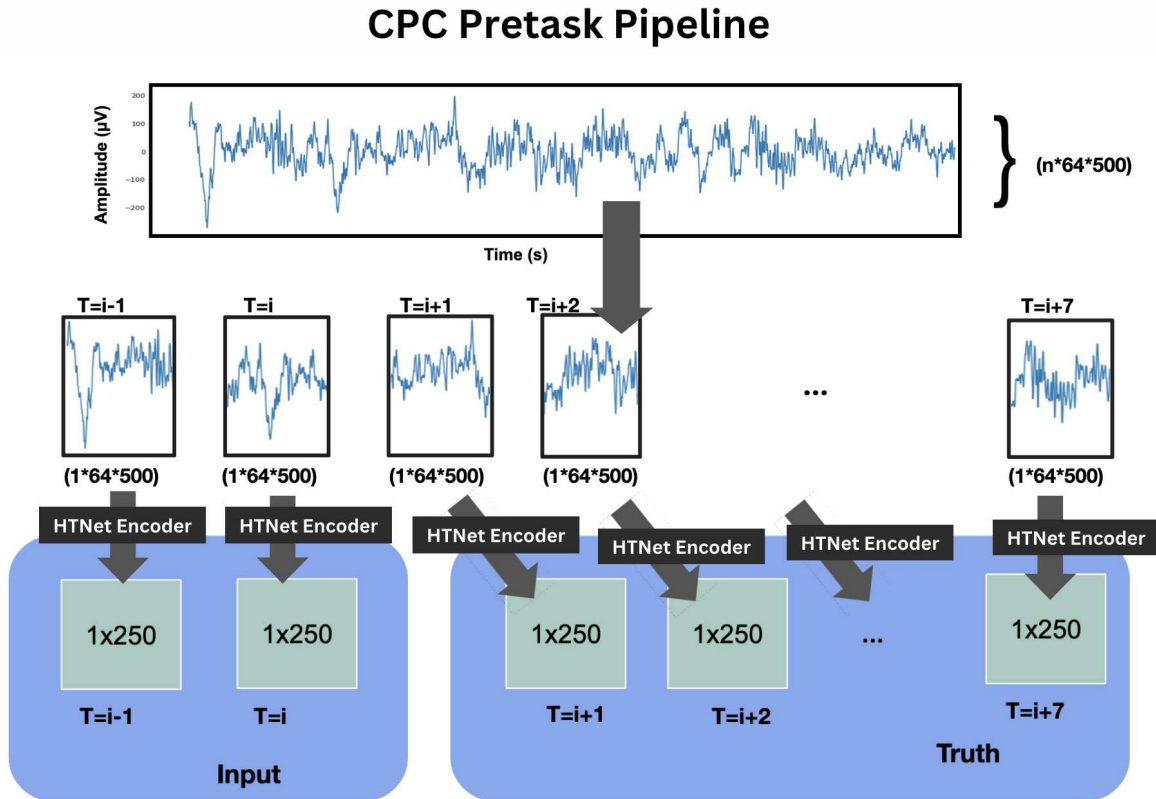 CPC Pretask Pipeline
Amplitude (µV)
200
100
0
−100
−200
Time (s)
(n*64*500)
T=i-1
T=i
T=i+1
T=i+2
T=i+7
...
(1*64*500)
(1*64*500)
(1*64*500)
(1*64*500)
(1*64*500)
HTNet Encoder
HTNet Encoder
HTNet Encoder
HTNet Encoder
HTNet Encoder
HTNet Encoder
1x250
1x250
1x250
1x250
...
1x250
T=i-1
T=i
T=i+1
T=i+2
T=i+7
Input
Truth